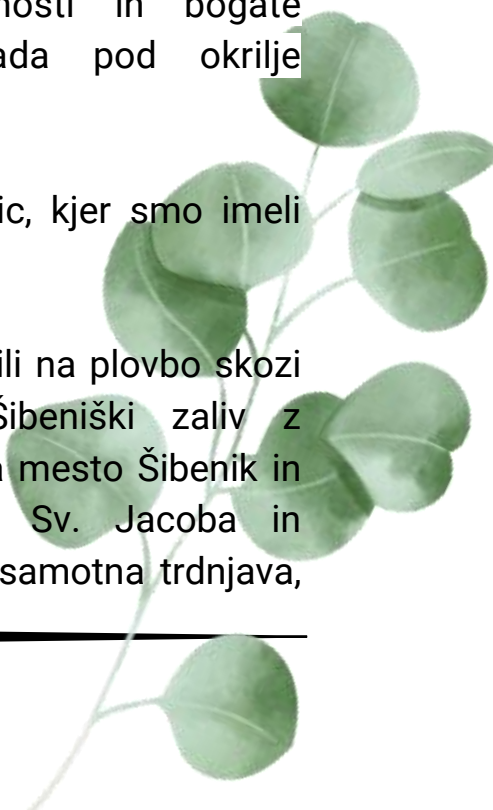 nosti in bogate
ada pod okrilje
ic, kjer smo imeli
ili na plovbo skozi
Šibeniški zaliv z
a mesto Šibenik in
Sv. Jacoba in
samotna trdnjava,